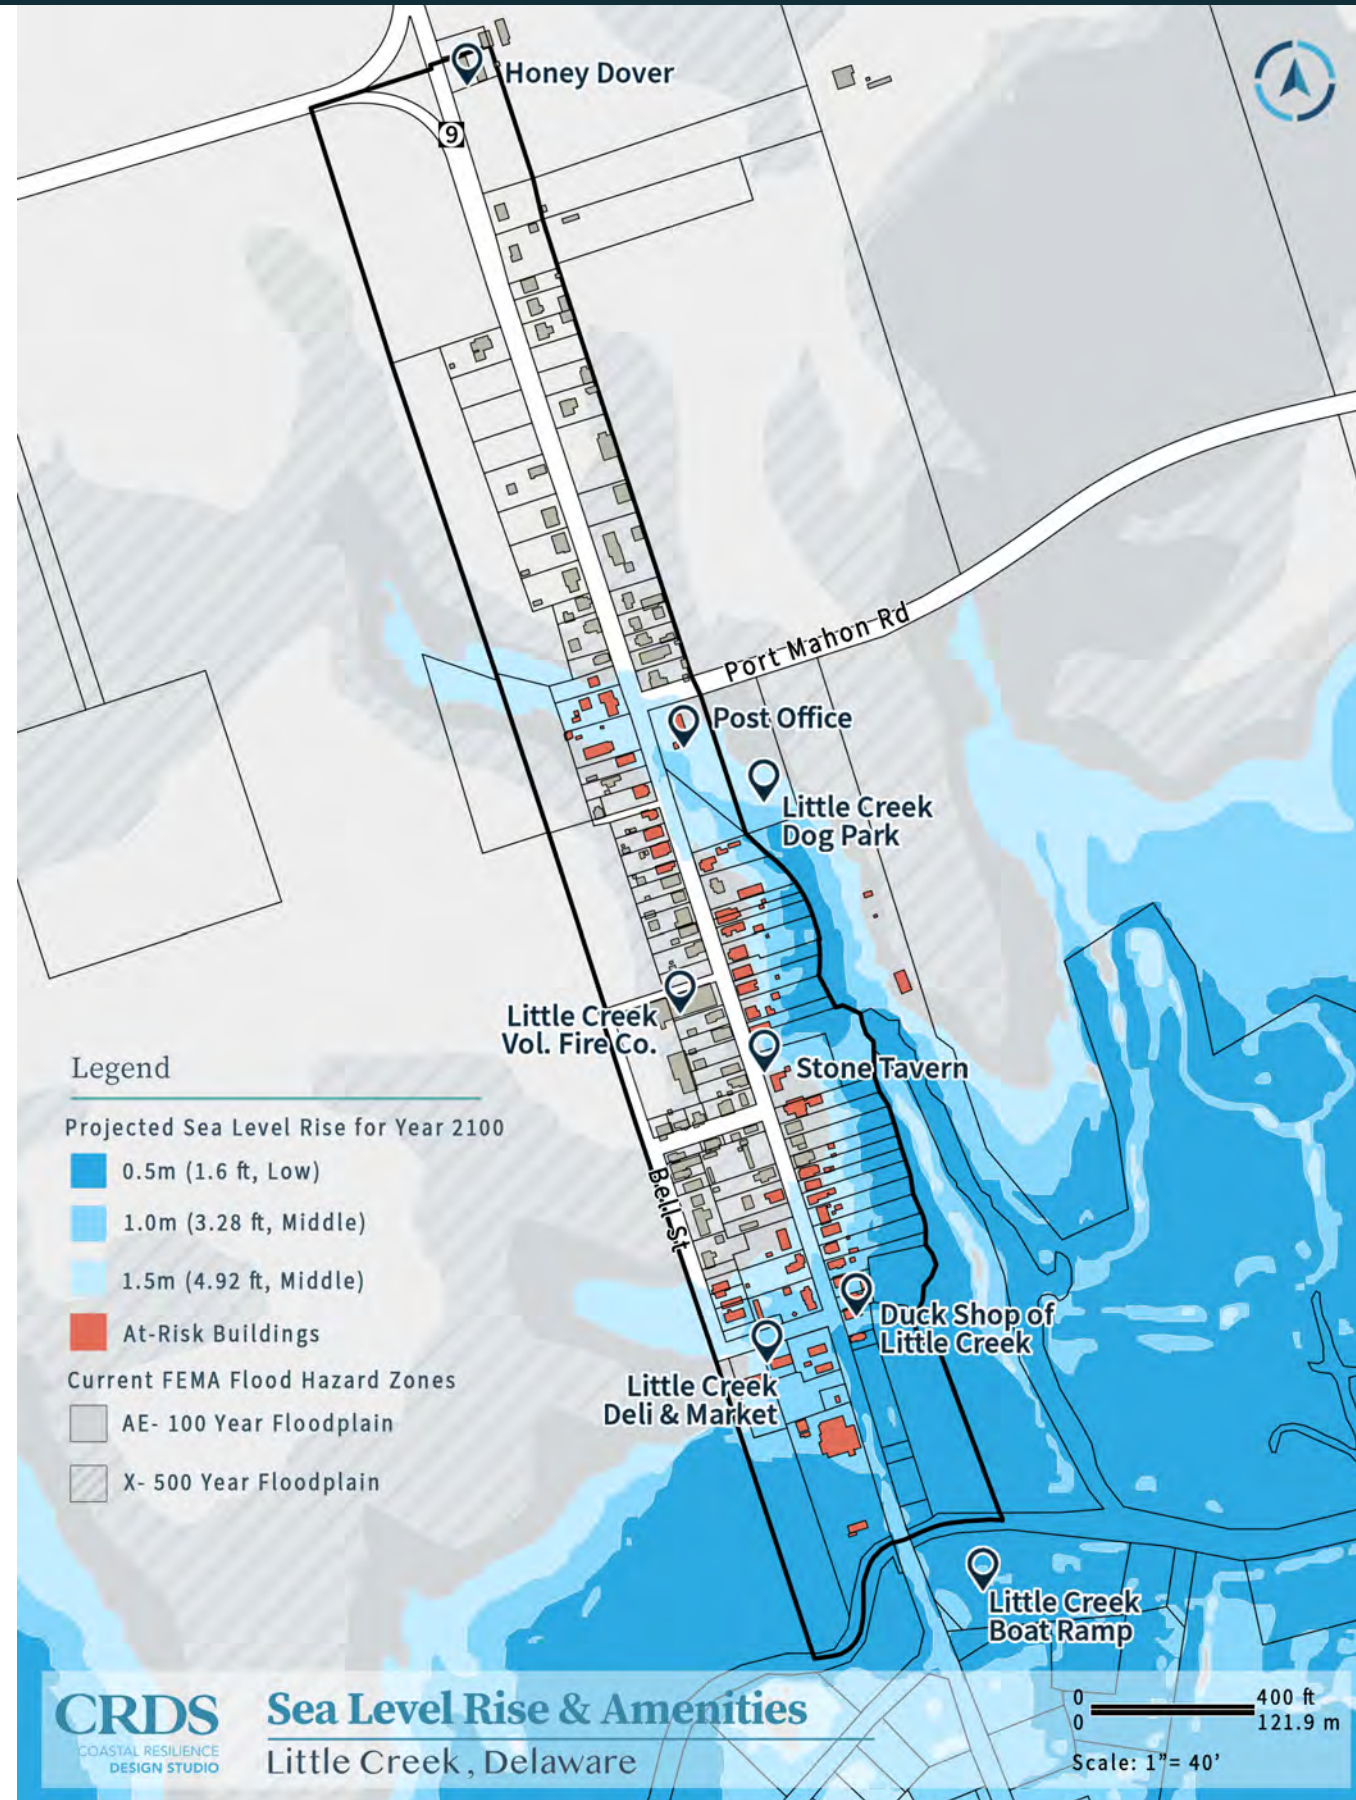 Honey Dover
9
Port Mahon Rd
Post Office
Little Creek
Dog Park
Little Creek
Vol. Fire Co.
Stone Tavern
Bell St
Duck Shop of
Little Creek
Little Creek
Deli & Market
Little Creek
Boat Ramp
Legend
Projected Sea Level Rise for Year 2100
0.5m (1.6 ft, Low)
1.0m (3.28 ft, Middle)
1.5m (4.92 ft, Middle)
At-Risk Buildings
Current FEMA Flood Hazard Zones
AE- 100 Year Floodplain
X- 500 Year Floodplain
CRDS
COASTAL RESILIENCE
DESIGN STUDIO
Sea Level Rise & Amenities
Little Creek, Delaware
0 400 ft
0 121.9 m
Scale: 1"= 40'